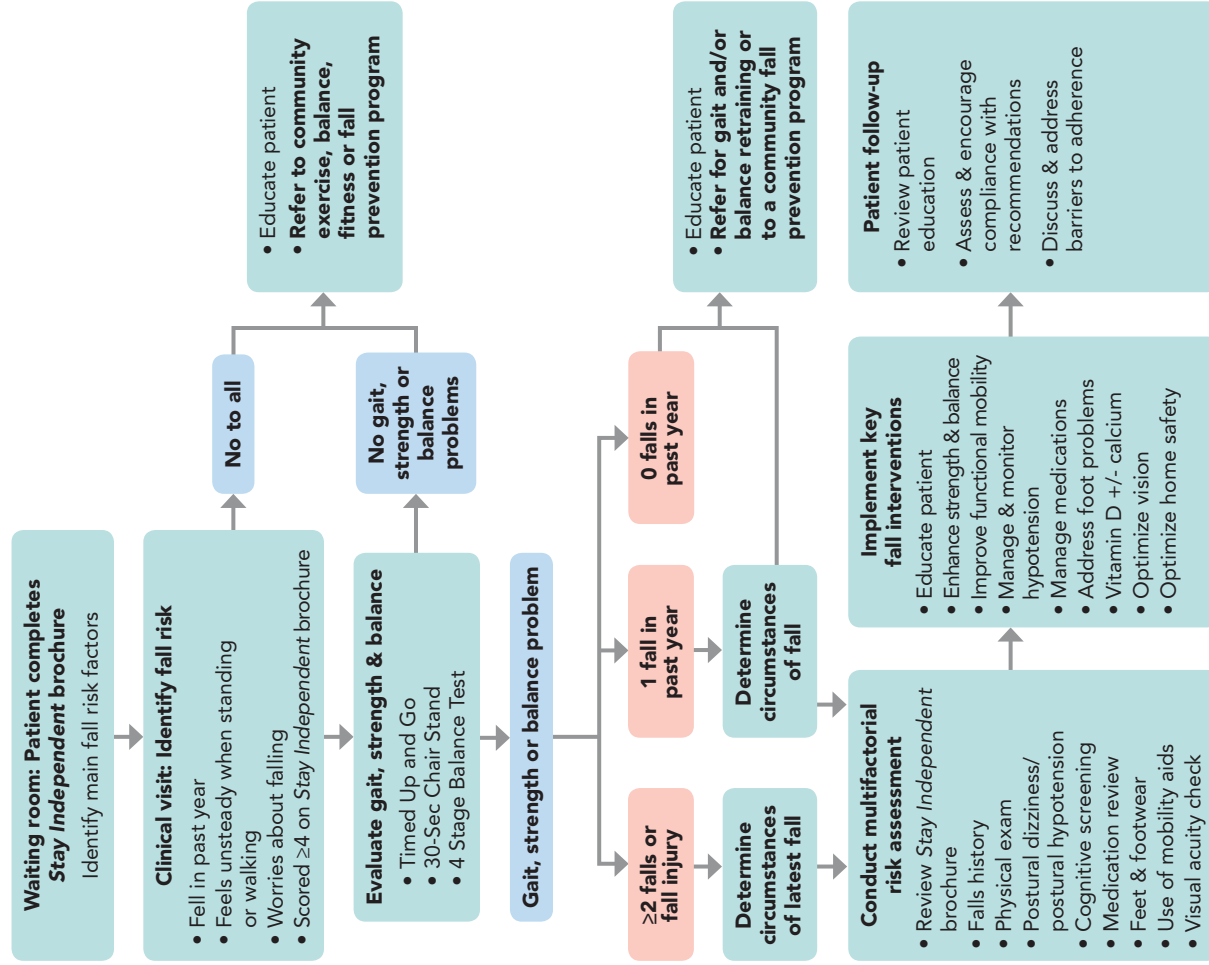 Waiting room: Patient completes
Stay Independent brochure
Identify main fall risk factors
Clinical visit: Identify fall risk
• Fell in past year
• Feels unsteady when standing
or walking
• Worries about falling
• Scored ≥4 on Stay Independent brochure
No to all
• Educate patient
• Refer to community
exercise, balance,
fitness or fall
prevention program
Evaluate gait, strength & balance
• Timed Up and Go
• 30-Sec Chair Stand
• 4 Stage Balance Test
No gait,
strength or
balance
problems
Gait, strength or balance problem
≥2 falls or
fall injury
1 fall in
past year
0 falls in
past year
• Educate patient
• Refer for gait and/or
balance retraining or
to a community fall
prevention program
Determine
circumstances
of latest fall
Determine
circumstances
of fall
Conduct multifactorial
risk assessment
• Review Stay Independent
brochure
• Falls history
• Physical exam
• Postural dizziness/
postural hypotension
• Cognitive screening
• Medication review
• Feet & footwear
• Use of mobility aids
• Visual acuity check
Implement key
fall interventions
• Educate patient
• Enhance strength & balance
• Improve functional mobility
• Manage & monitor
hypotension
• Manage medications
• Address foot problems
• Vitamin D +/- calcium
• Optimize vision
• Optimize home safety
Patient follow-up
• Review patient
education
• Assess & encourage
compliance with
recommendations
• Discuss & address
barriers to adherence